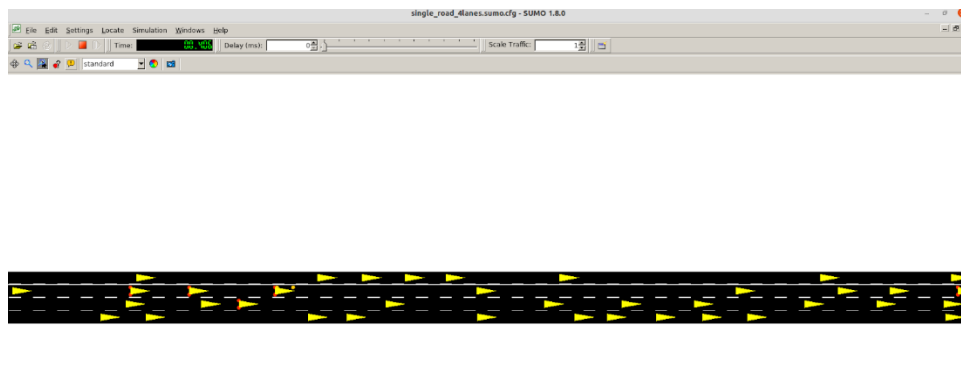 single_road_4lanes.sumo.cfg - SUMO 1.8.0
File Edit Settings Locate Simulation Windows Help
Time: Delay (ms): 0 Scale Traffic: 1
standard